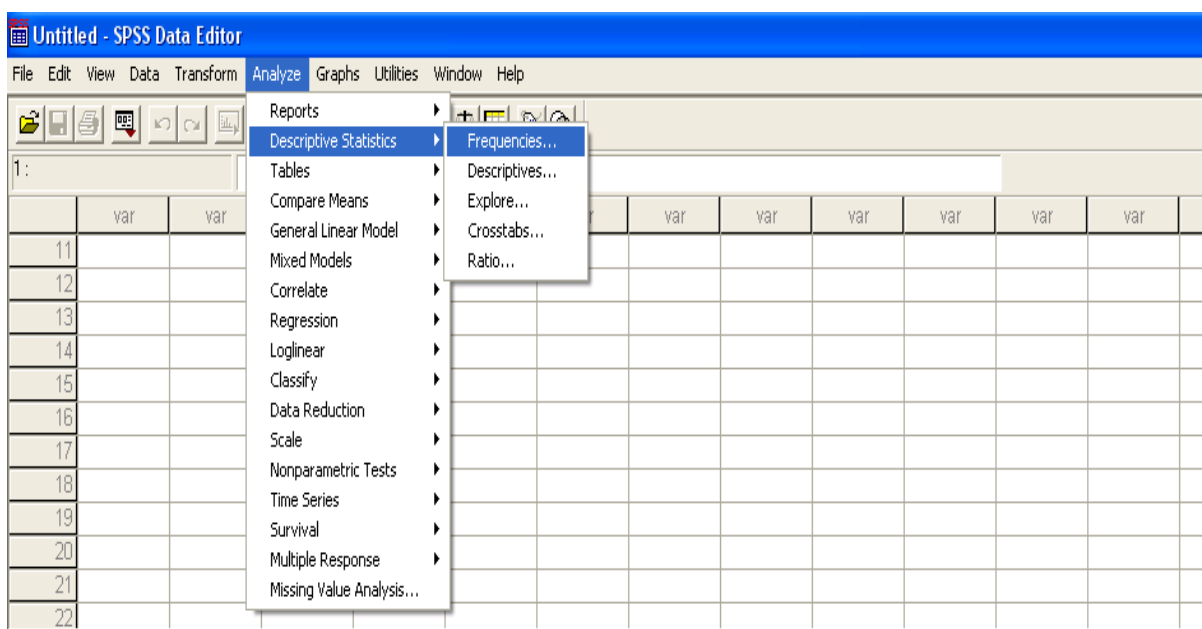 Untitled - SPSS Data Editor
File Edit View Data Transform Analyze Graphs Utilities Window Help
1 :
Reports
Descriptive Statistics
Tables
Compare Means
General Linear Model
Mixed Models
Correlate
Regression
Loglinear
Classify
Data Reduction
Scale
Nonparametric Tests
Time Series
Survival
Multiple Response
Missing Value Analysis...
Frequencies...
Descriptives...
Explore...
Crosstabs...
Ratio...
var var var var var var var var
11
12
13
14
15
16
17
18
19
20
21
22